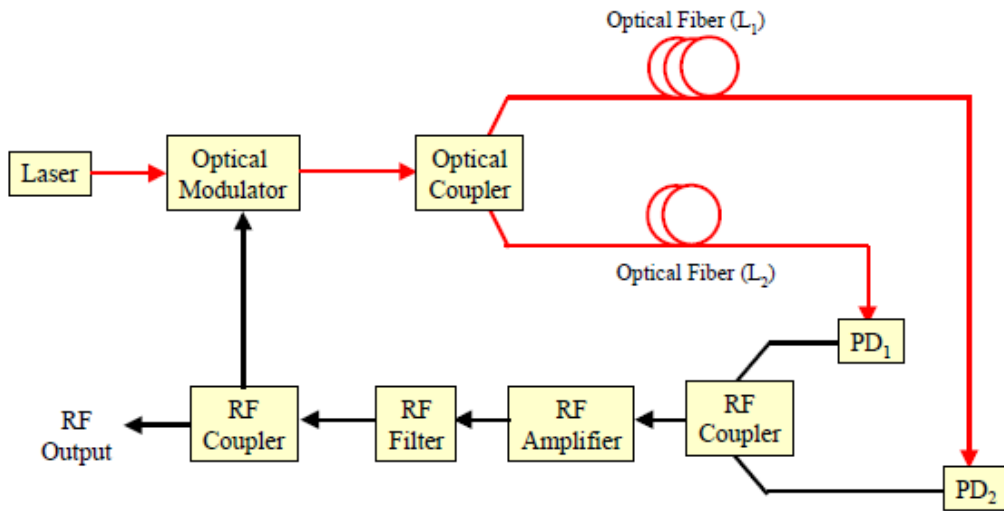 Optical Fiber (L₁)
Laser
Optical
Modulator
Optical
Coupler
Optical Fiber (L₂)
PD₁
RF
Output
RF
Coupler
RF
Filter
RF
Amplifier
RF
Coupler
PD₂